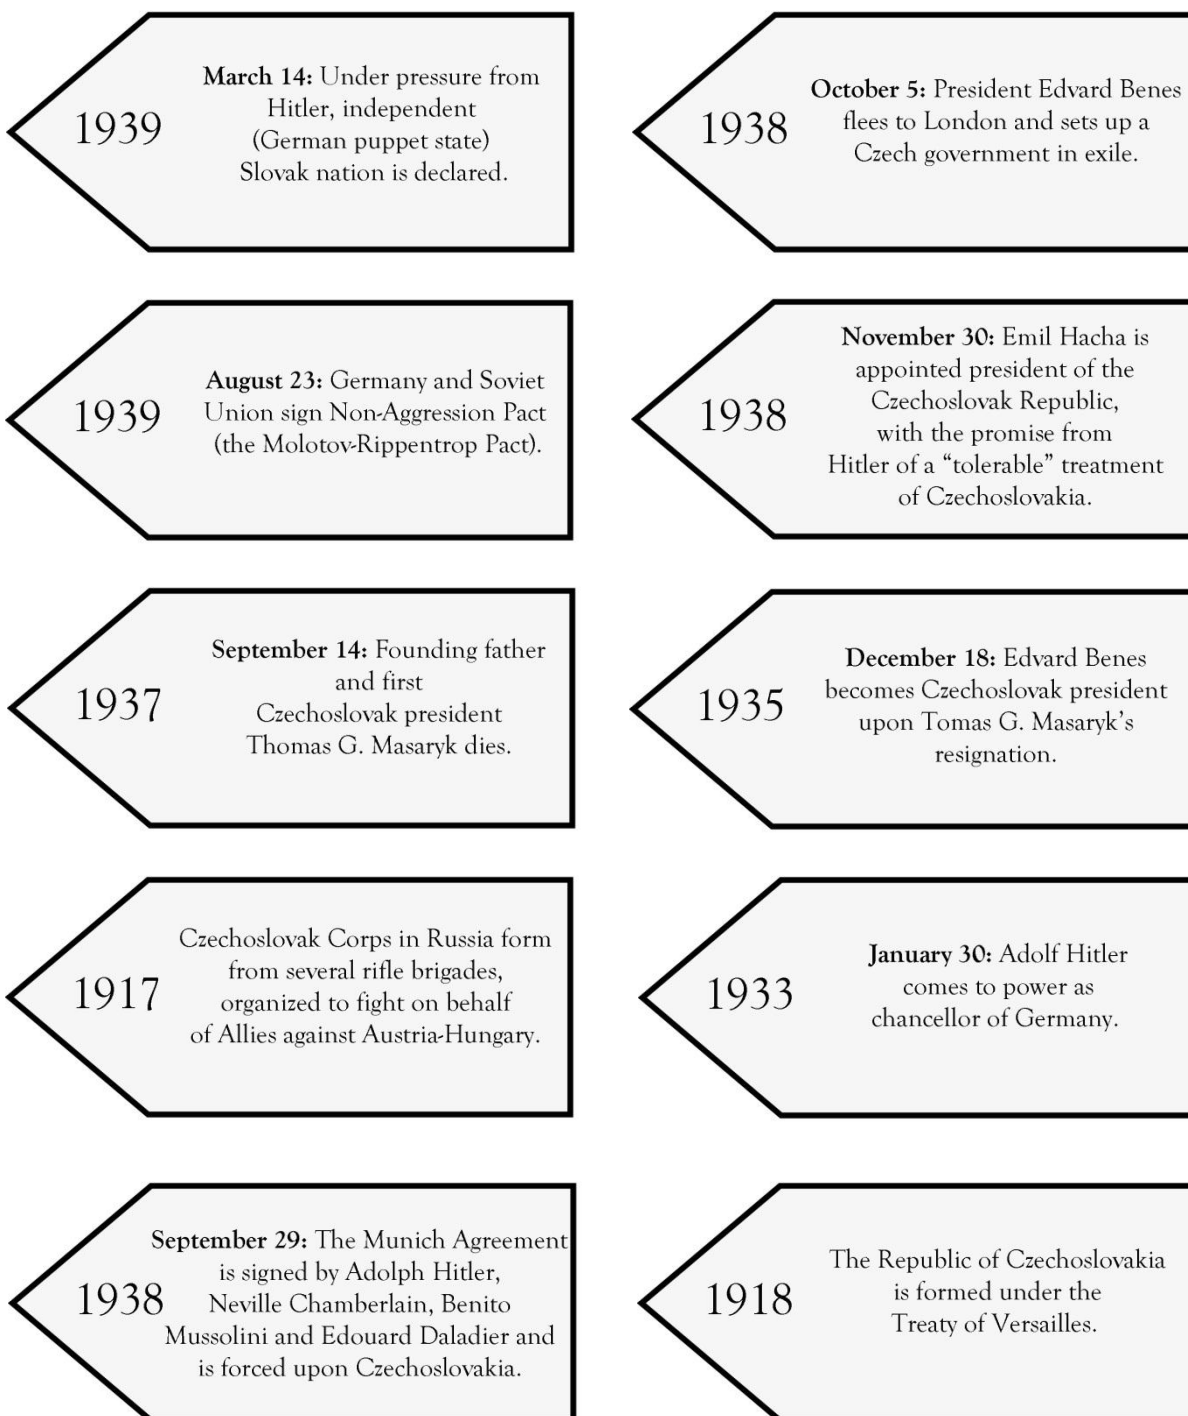 1939
March 14: Under pressure from
Hitler, independent
(German puppet state)
Slovak nation is declared.
1938
October 5: President Edvard Benes
flees to London and sets up a
Czech government in exile.
1939
August 23: Germany and Soviet
Union sign Non-Aggression Pact
(the Molotov-Rippentrop Pact).
1938
November 30: Emil Hacha is
appointed president of the
Czechoslovak Republic,
with the promise from
Hitler of a “tolerable” treatment
of Czechoslovakia.
1937
September 14: Founding father
and first
Czechoslovak president
Thomas G. Masaryk dies.
1935
December 18: Edvard Benes
becomes Czechoslovak president
upon Tomas G. Masaryk’s
resignation.
1917
Czechoslovak Corps in Russia form
from several rifle brigades,
organized to fight on behalf
of Allies against Austria-Hungary.
1933
January 30: Adolf Hitler
comes to power as
chancellor of Germany.
1938
September 29: The Munich Agreement
is signed by Adolph Hitler,
Neville Chamberlain, Benito
Mussolini and Edouard Daladier and
is forced upon Czechoslovakia.
1918
The Republic of Czechoslovakia
is formed under the
Treaty of Versailles.